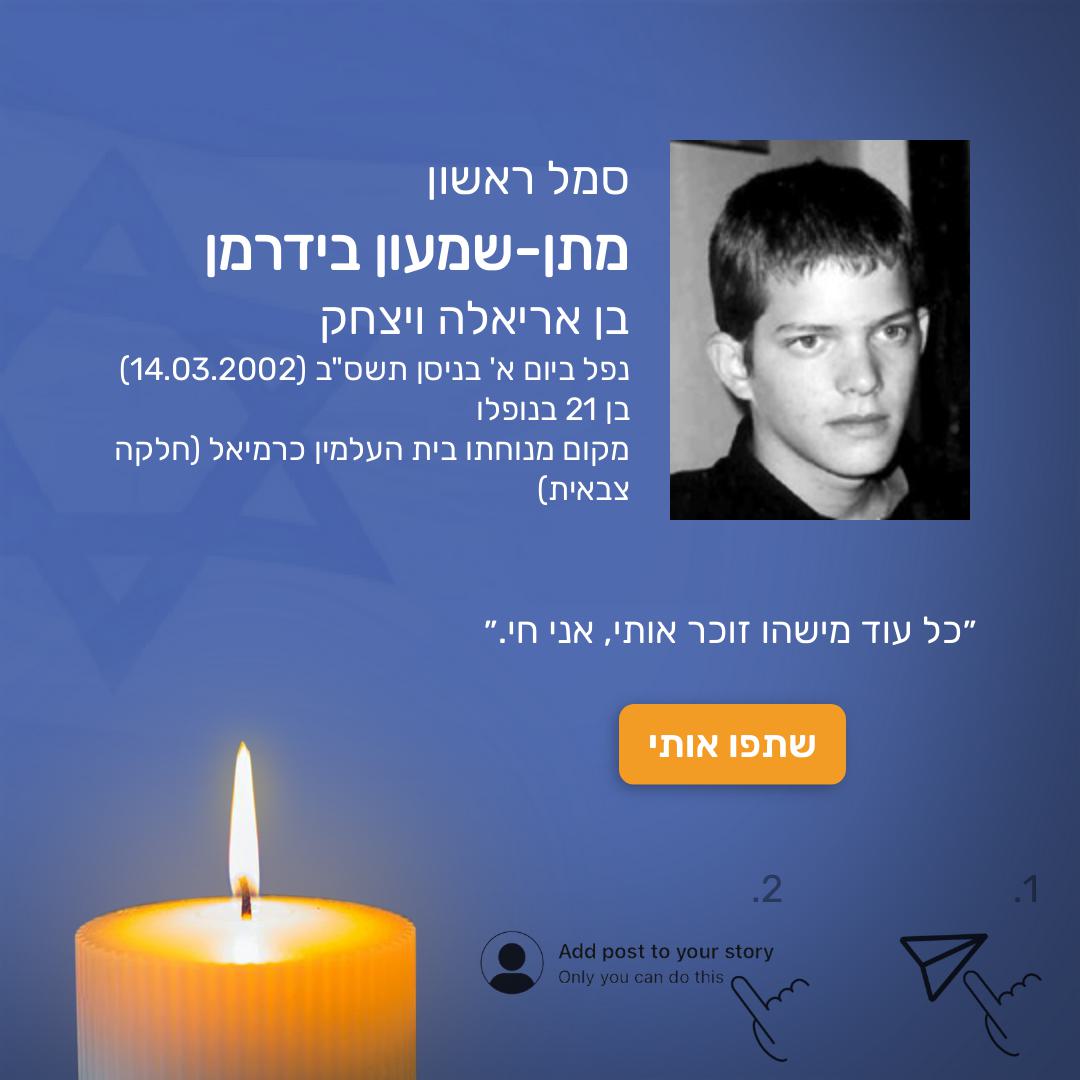 סמל ראשון
מתן-שמעון בידרמן
בן אריאלה ויצחק
נפל ביום א' בניסן תשס"ב (14.03.2002)
בן 21 בנופלו
מקום מנוחתו בית העלמין כרמיאל (חלקה
צבאית)
״כל עוד מישהו זוכר אותי, אני חי.״
שתפו אותי
1.
2.
Add post to your story
Only you can do this